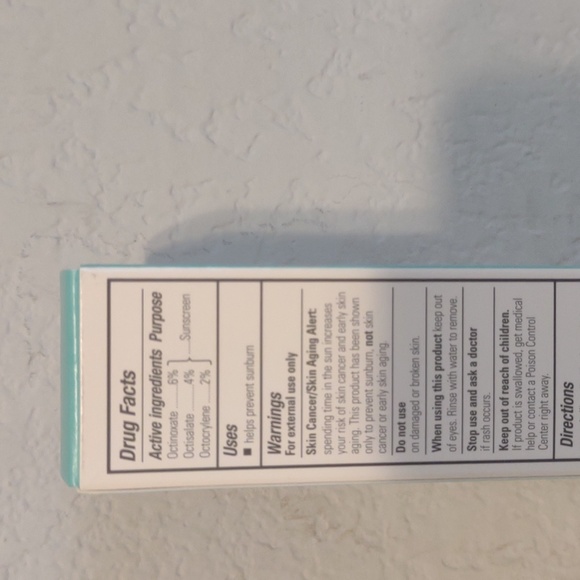 Drug Facts
Active ingredients Purpose
Octinoxate 6%
Octisalate 4% Sunscreen
Octocrylene 2%
Uses
■ helps prevent sunburn
Warnings
For external use only
Skin Cancer/Skin Aging Alert:
spending time in the sun increases
your risk of skin cancer and early skin
aging. This product has been shown
only to prevent sunburn, not skin
cancer or early skin aging.
Do not use
on damaged or broken skin.
When using this product keep out
of eyes. Rinse with water to remove.
Stop use and ask a doctor
if rash occurs.
Keep out of reach of children.
If product is swallowed, get medical
help or contact a Poison Control
Center right away.
Directions